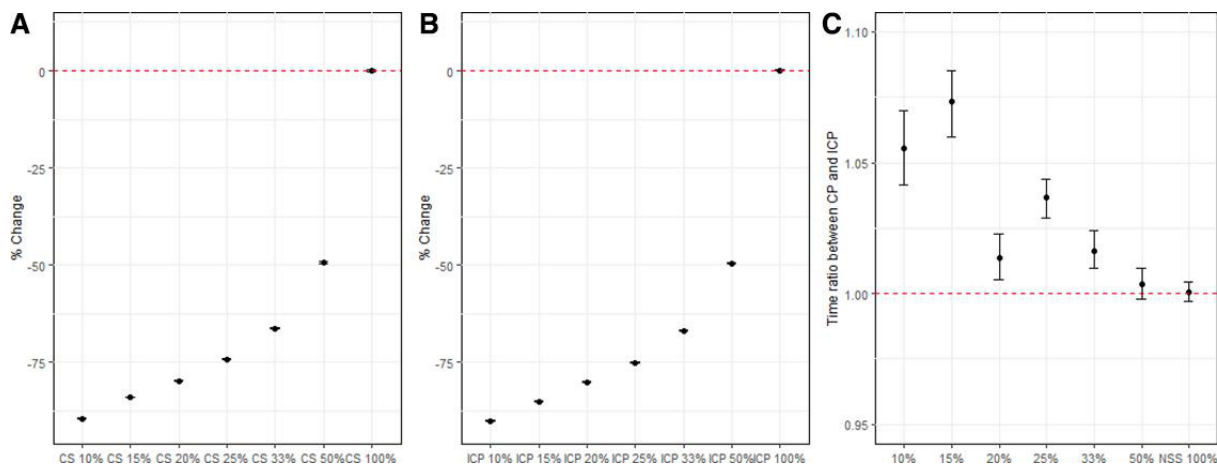 A
B
C
% Change
0
-25
-50
-75
CS 10% CS 15% CS 20% CS 25% CS 33% CS 50% CS 100%
% Change
0
-25
-50
-75
ICP 10% ICP 15% ICP 20% ICP 25% ICP 33% ICP 50% ICP 100%
Time ratio between CP and ICP
1.10
1.05
1.00
0.95
10% 15% 20% 25% 33% 50% NSS 100%